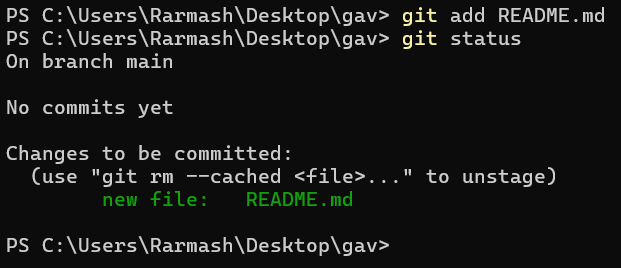 PS C:\Users\Rarmash\Desktop\gav> git add README.md
PS C:\Users\Rarmash\Desktop\gav> git status
On branch main
No commits yet
Changes to be committed:
  (use "git rm --cached <file>..." to unstage)
        new file:   README.md
PS C:\Users\Rarmash\Desktop\gav>